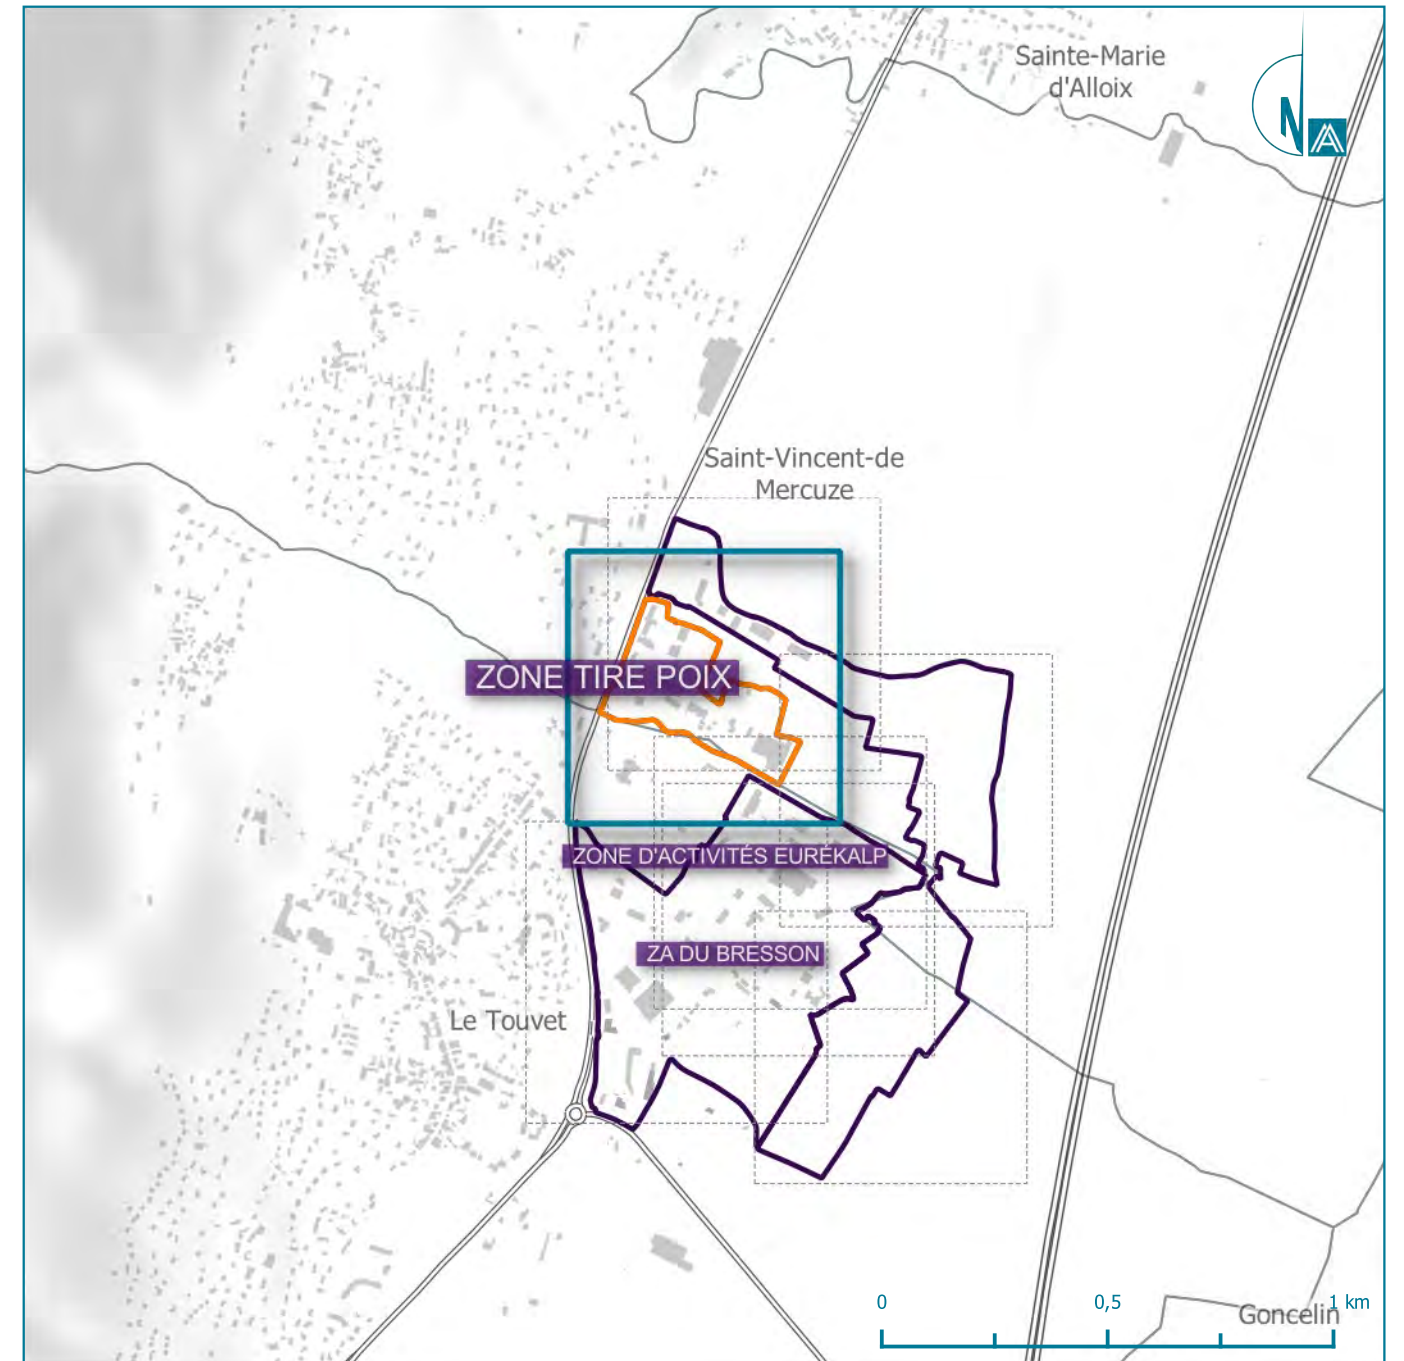 Sainte-Marie
d'Alloix
N
Saint-Vincent-de
Mercuze
ZONE TIRE POIX
ZONE D'ACTIVITÉS EURÉKALP
ZA DU BRESSON
Le Touvet
0 0,5 1 km
Goncelin